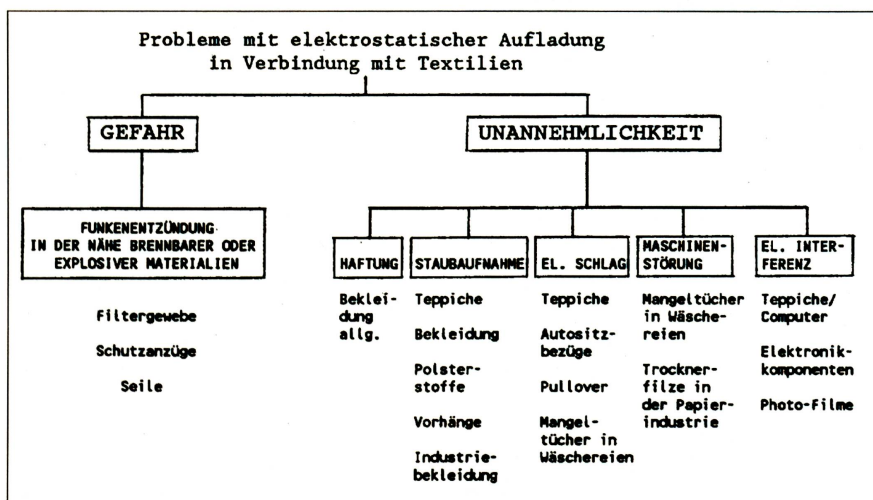 Probleme mit elektrostatischer Aufladung
in Verbindung mit Textilien
GEFAHR
UNANNEHMLICHKEIT
FUNKENENTZÜNDUNG
IN DER NÄHE BRENNBARER ODER
EXPLOSIVER MATERIALIEN
Filtergewebe
Schutzanzüge
Seile
HAFTUNG
Beklei-
dung
allg.
STAUBAUFNAHME
Teppiche
Bekleidung
Polster-
stoffe
Vorhänge
Industrie-
bekleidung
EL. SCHLAG
Teppiche
Autositz-
bezüge
Pullover
Mangel-
tücher in
Wäschereien
MASCHINEN-
STÖRUNG
Mangeltücher
in Wäsche-
reien
Trockner-
filze in
der Papier-
industrie
EL. INTER-
FERENZ
Teppiche/
Computer
Elektronik-
komponenten
Photo-Filme